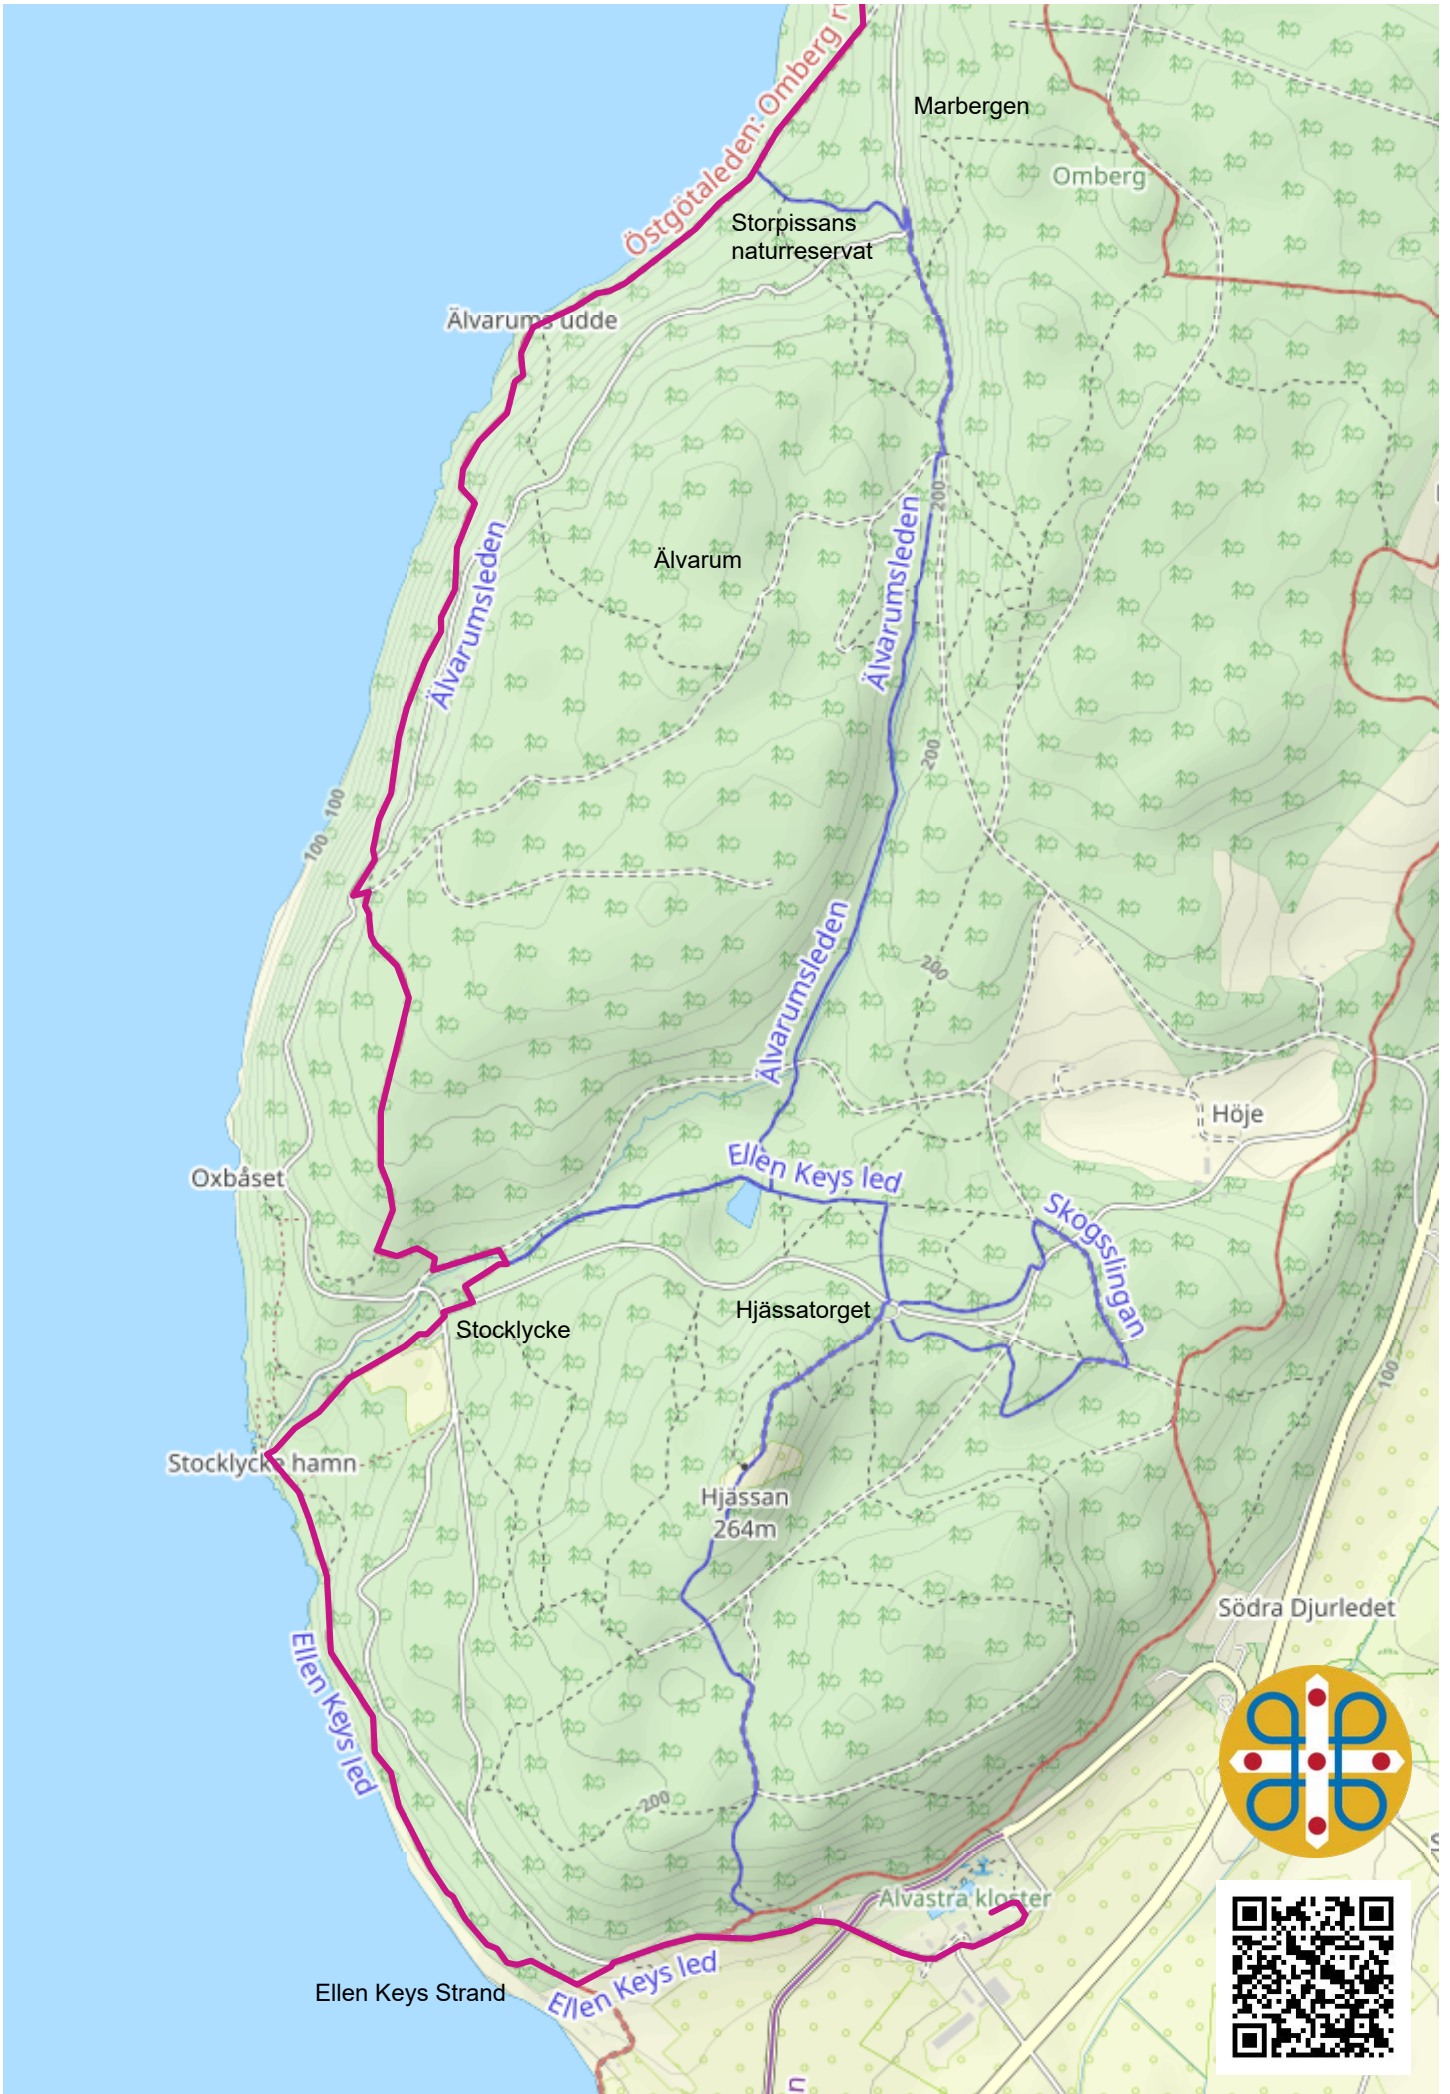 Östgötaleden: Omberg r
Marbergen
Omberg
Storpissans
naturreservat
Älvarums udde
200
Älvarumsleden
Älvarumsleden
Älvarum
200
100
100
Älvarumsleden
200
Höje
Ellen Keys led
Oxbåset
Skogsslingan
Hjässatorget
Stocklycke
100
Stocklycke hamn
Hjässan
264m
Södra Djurledet
Ellen Keys led
200
Alvastra kloster
Ellen Keys led
Ellen Keys Strand
n